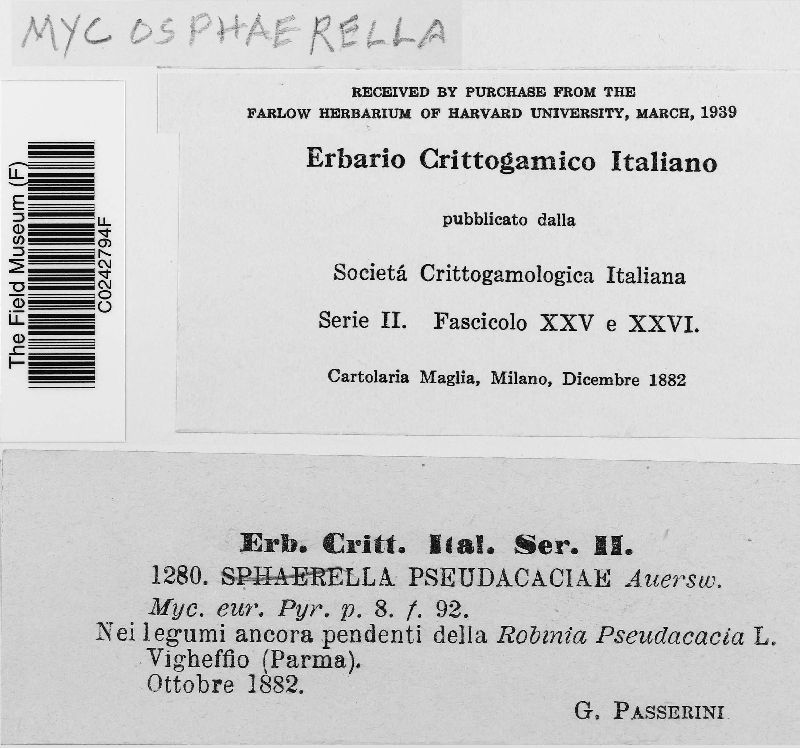 MYCOSPHAERELLA
RECEIVED BY PURCHASE FROM THE
FARLOW HERBARIUM OF HARVARD UNIVERSITY, MARCH, 1939
Erbario Crittogamico Italiano
pubblicato dalla
Societá Crittogamologica Italiana
Serie II. Fascicolo XXV e XXVI.
Cartolaria Maglia, Milano, Dicembre 1882
The Field Museum (F)
C0242794F
Erb. Critt. Ital. Ser. II.
1280. SPHAERELLA PSEUDACACIAE Auersw.
Myc. eur. Pyr. p. 8. f. 92.
Nei legumi ancora pendenti della Robinia Pseudacacia L.
Vigheffio (Parma).
Ottobre 1882.
G. PASSERINI